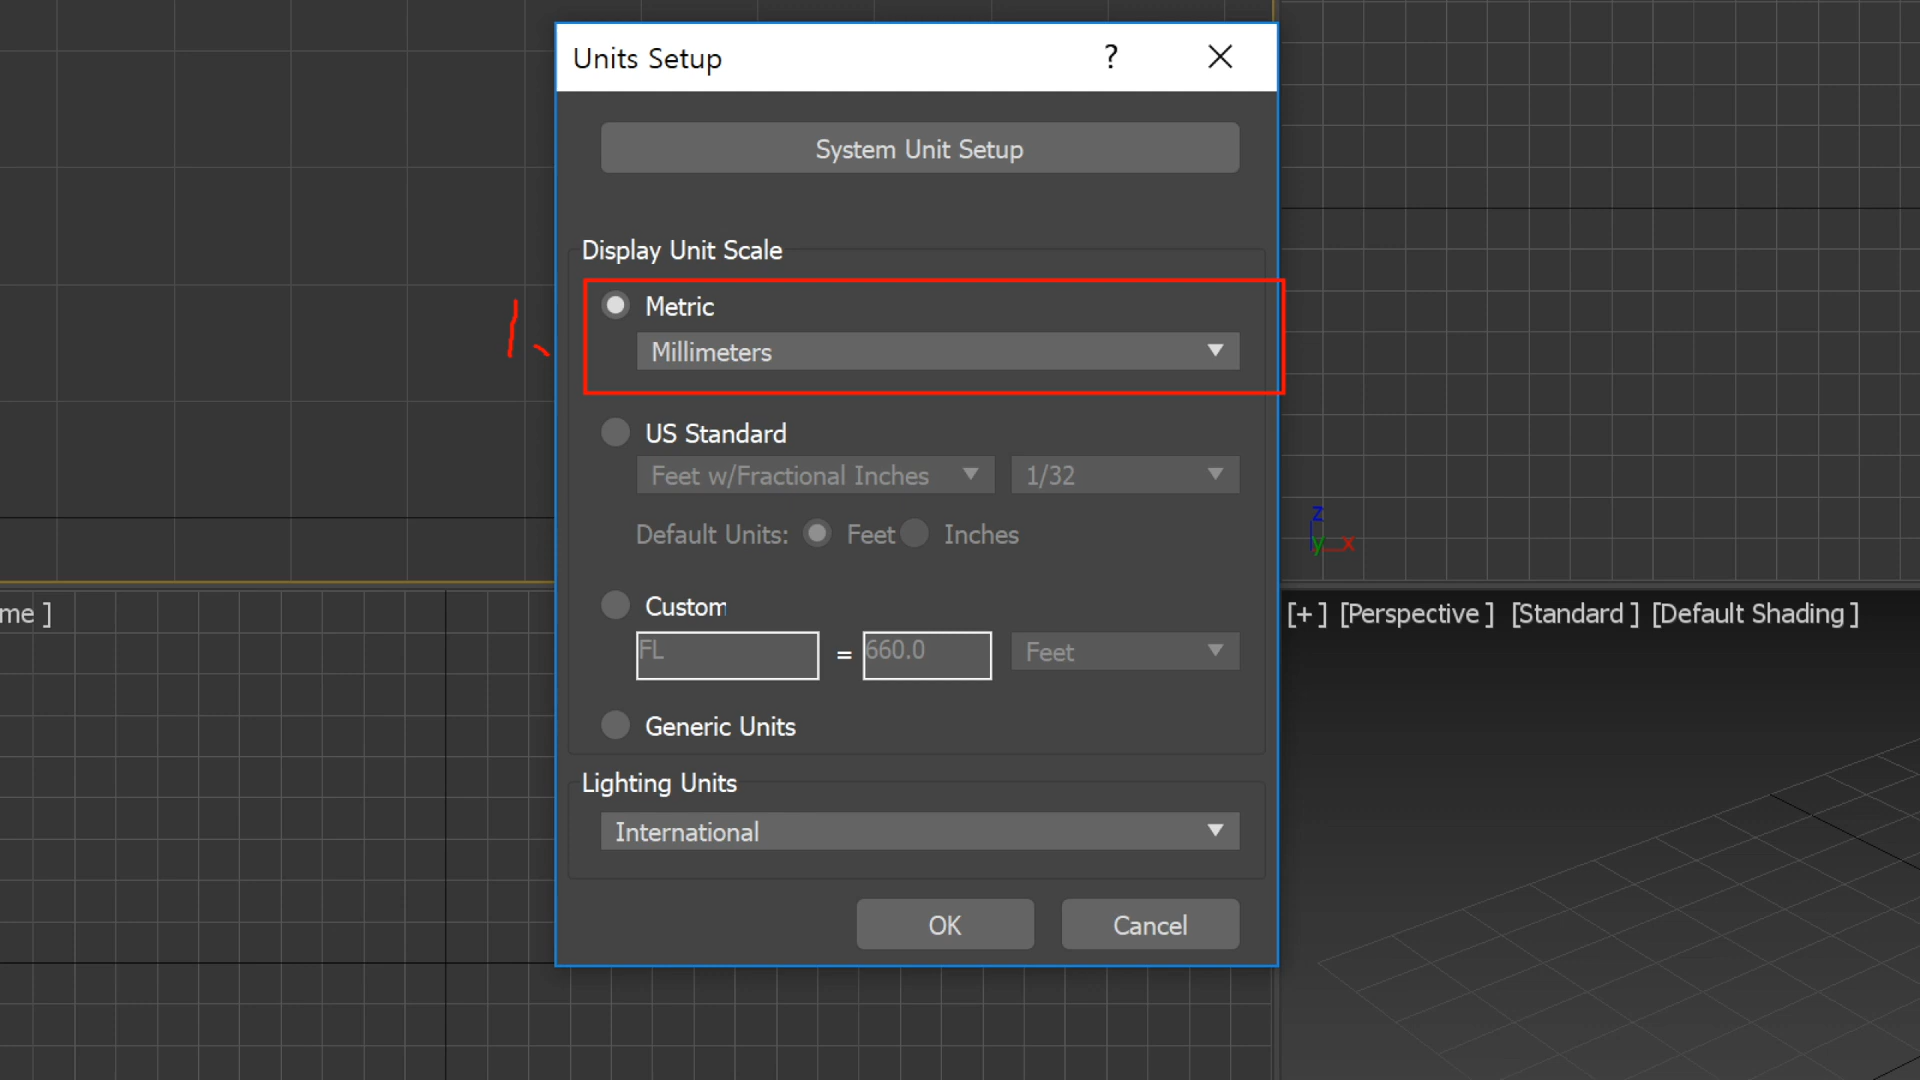 Units Setup ?
System Unit Setup
Display Unit Scale
Metric
1.
Millimeters
US Standard
Feet w/Fractional Inches 1/32
z
Default Units: Feet Inches
y x
Custom
me ] [+] [Perspective] [Standard] [Default Shading]
FL = 660.0 Feet
Generic Units
Lighting Units
International
OK Cancel